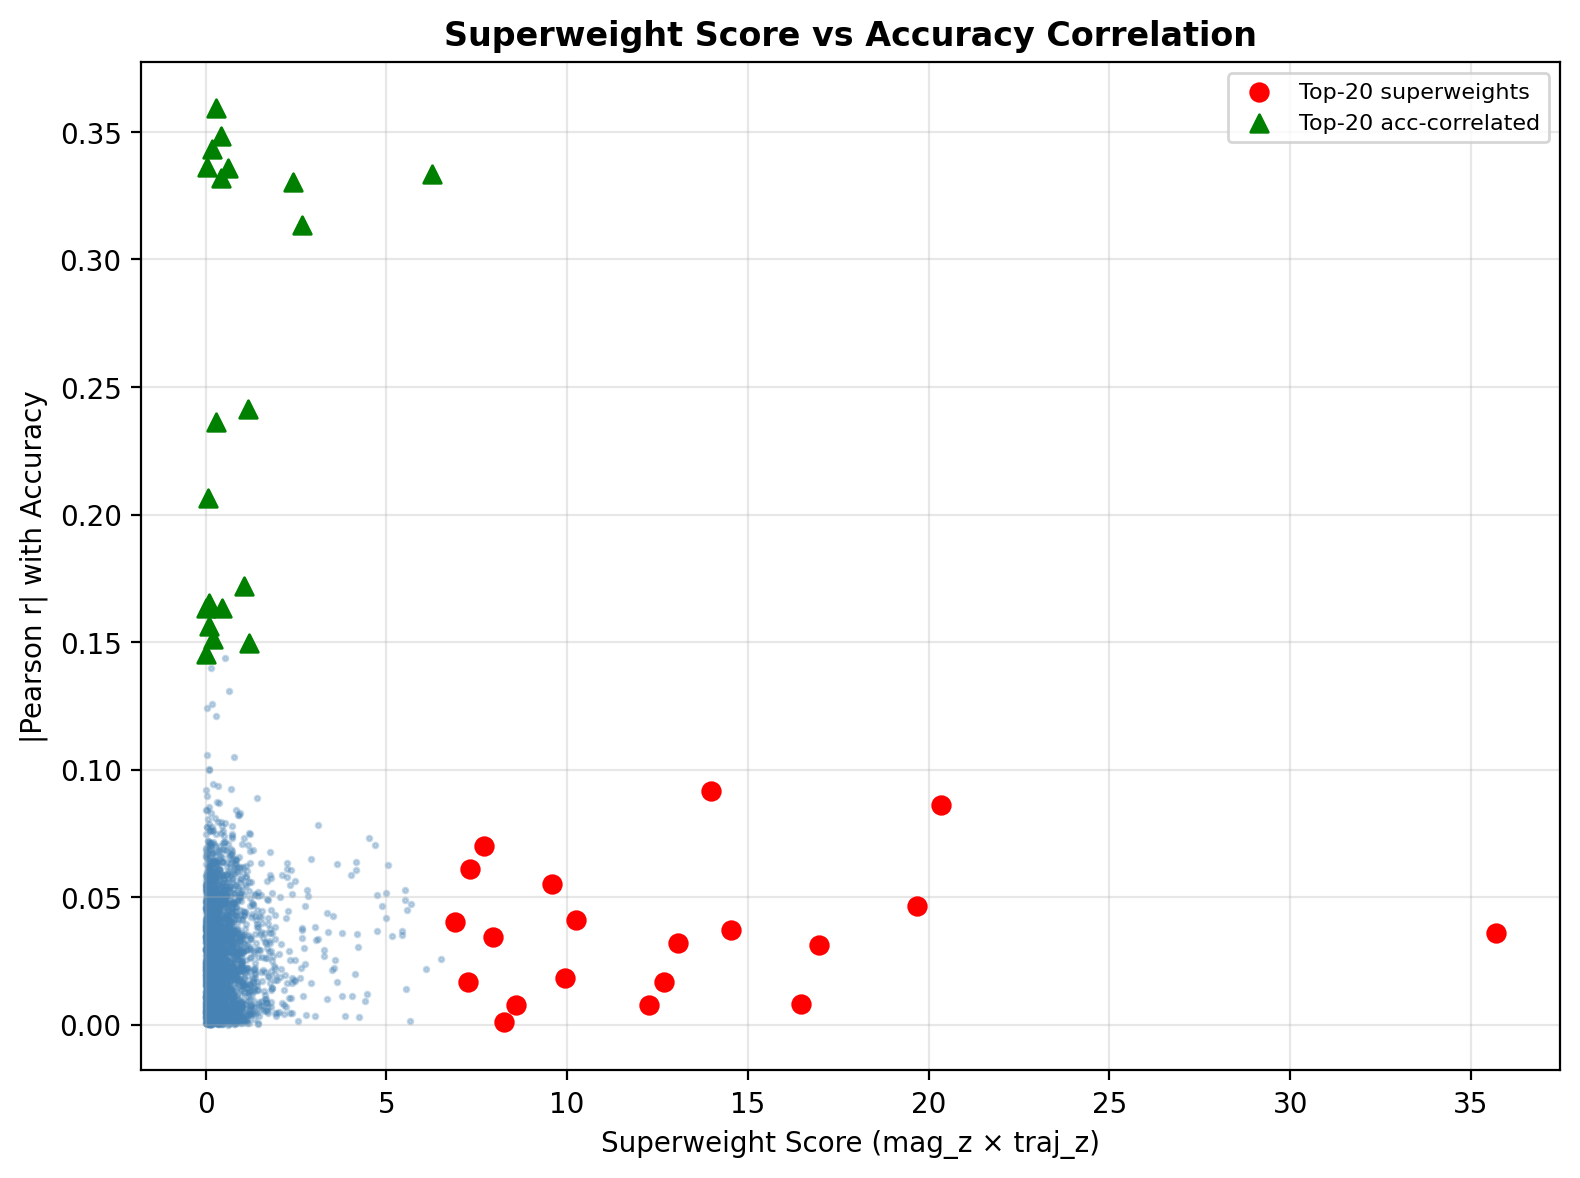 Superweight Score vs Accuracy Correlation
Top-20 superweights
Top-20 acc-correlated
|Pearson r| with Accuracy
0.35
0.30
0.25
0.20
0.15
0.10
0.05
0.00
0 5 10 15 20 25 30 35
Superweight Score (mag_z × traj_z)